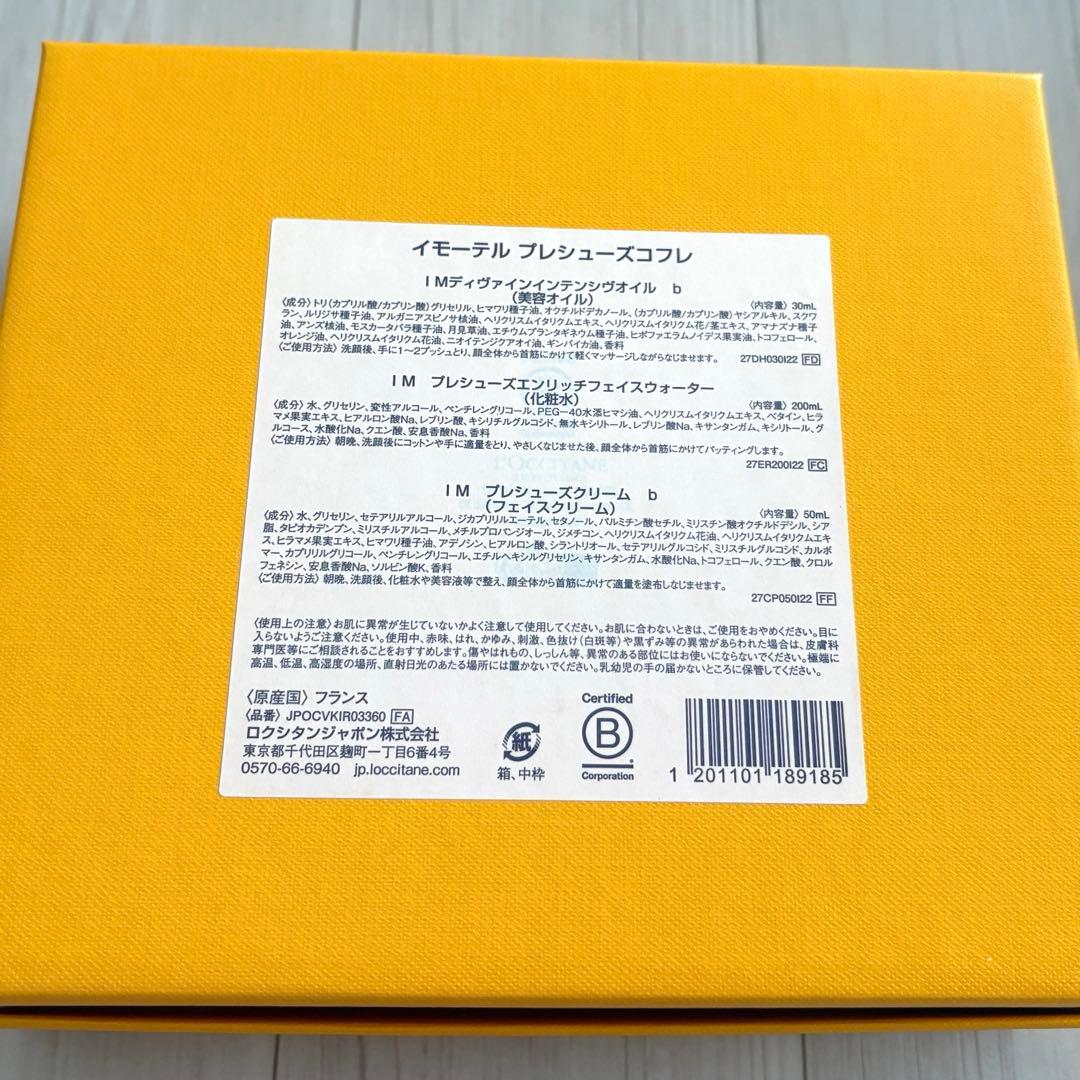 イモーテル プレシューズコフレ
IMディヴァインインテンシヴオイル b
(美容オイル)
〈内容量〉30mL
〈成分〉トリ(カプリル酸/カプリン酸)グリセリル、ヒマワリ種子油、オクチルドデカノール、(カプリル酸/カプリン酸)ヤシアルキル、スクワ
ラン、ルリジサ種子油、アルガニアスピノサ核油、ヘリクリスムイタリクムエキス、ヘリクリスムイタリクム花/茎エキス、アマナズナ種子
油、アンズ核油、モスカータバラ種子油、月見草油、エチウムプランタギネウム種子油、ヒポファエラムノイデス果実油、トコフェロール、
オレンジ油、ヘリクリスムイタリクム花油、ニオイテンジクアオイ油、ギンバイカ油、香料
〈ご使用方法〉洗顔後、手に1～2プッシュとり、顔全体から首筋にかけて軽くマッサージしながらなじませます。
27DH030I22 FD
IM プレシューズエンリッチフェイスウォーター
(化粧水)
〈内容量〉200mL
〈成分〉水、グリセリン、変性アルコール、ペンチレングリコール、PEG-40水添ヒマシ油、ヘリクリスムイタリクムエキス、ベタイン、ヒラ
マメ果実エキス、ヒアルロン酸Na、レブリン酸、キシリチルグルコシド、無水キシリトール、レブリン酸Na、キサンタンガム、キシリトール、グ
ルコース、水酸化Na、クエン酸、安息香酸Na、香料
〈ご使用方法〉朝晩、洗顔後にコットンや手に適量をとり、やさしくなじませた後、顔全体から首筋にかけてパッティングします。
27ER200I22 FC
L'OCCITANE
IM プレシューズクリーム b
(フェイスクリーム)
〈内容量〉50mL
〈成分〉水、グリセリン、セテアリルアルコール、ジカプリリルエーテル、セタノール、パルミチン酸セチル、ミリスチン酸オクチルドデシル、シア
脂、タピオカデンプン、ミリスチルアルコール、メチルプロパンジオール、ジメチコン、ヘリクリスムイタリクム花油、ヘリクリスムイタリクムエキ
ス、ヒラマメ果実エキス、ヒマワリ種子油、アデノシン、ヒアルロン酸、シラントリオール、セテアリルグルコシド、ミリスチルグルコシド、カルボ
マー、カプリリルグリコール、ペンチレングリコール、エチルヘキシルグリセリン、キサンタンガム、水酸化Na、トコフェロール、クエン酸、クロル
フェネシン、安息香酸Na、ソルビン酸K、香料
〈ご使用方法〉朝晩、洗顔後、化粧水や美容液等で整え、顔全体から首筋にかけて適量を塗布しなじませます。
27CP050I22 FF
〈使用上の注意〉お肌に異常が生じていないかよく注意して使用してください。お肌に合わないときは、ご使用をおやめください。目に
入らないようご注意ください。使用中、赤味、はれ、かゆみ、刺激、色抜け(白斑等)や黒ずみ等の異常があらわれた場合は、皮膚科
専門医等にご相談されることをおすすめします。傷やはれもの、しっしん等、異常のある部位にはお使いにならないでください。極端に
高温、低温、高湿度の場所、直射日光のあたる場所には置かないでください。乳幼児の手の届かないところに保管してください。
〈原産国〉フランス
〈品番〉JPOCVKIR03360 FA
ロクシタンジャポン株式会社
東京都千代田区麹町一丁目6番4号
0570-66-6940 jp.loccitane.com
紙
箱、中枠
Certified
B
Corporation
1 201101 189185